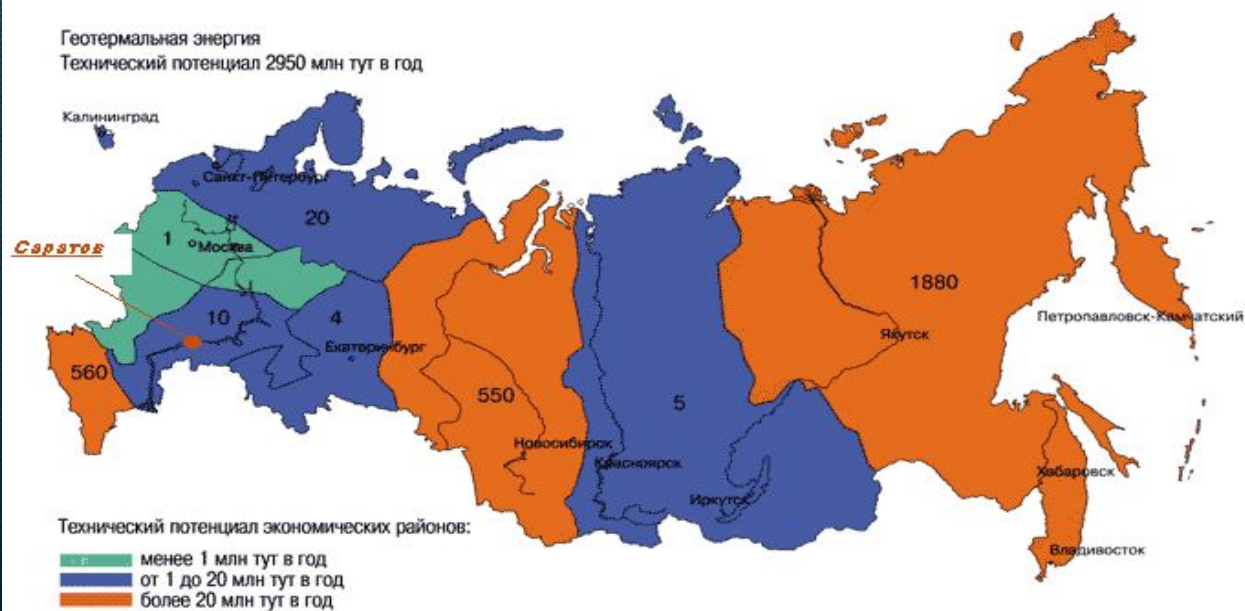 Геотермальная энергия
Технический потенциал 2950 млн тут в год
Калининград
Санкт-Петербург
20
1
Москва
Саратов
1880
10
4
Петропавловск-Камчатский
Якутск
Екатеринбург
560
550
5
Новосибирск
Красноярск
Хабаровск
Иркутск
Технический потенциал экономических районов:
Владивосток
менее 1 млн тут в год
от 1 до 20 млн тут в год
более 20 млн тут в год